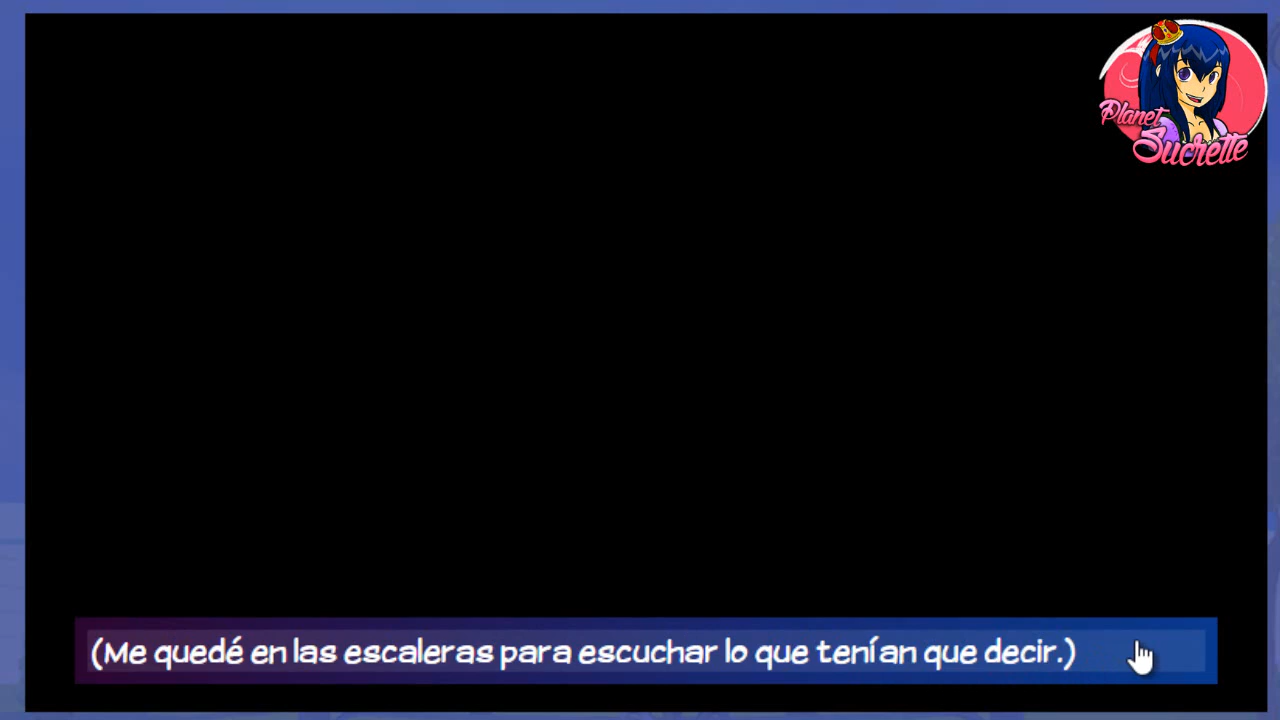 Planet
Sucrette
(Me quedé en las escaleras para escuchar lo que tenían que decir.)